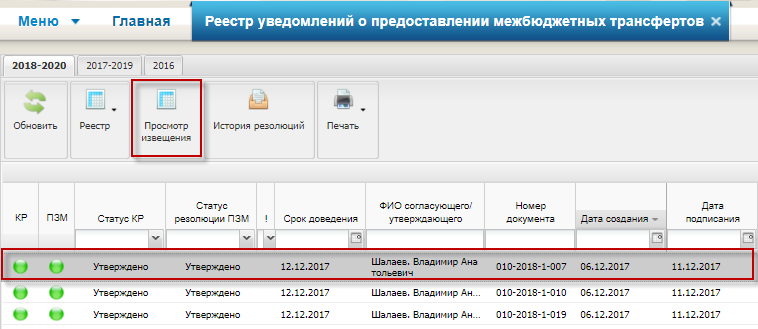 Меню Главная Реестр уведомлений о предоставлении межбюджетных трансфертов
2018-2020 2017-2019 2016
Обновить Реестр Просмотр извещения История резолюций Печать
КР ПЗМ Статус КР Статус резолюции ПЗМ ! Срок доведения ФИО согласующего/ утверждающего Номер документа Дата создания Дата подписания
Утверждено Утверждено 12.12.2017 Шалаев. Владимир Ана тольевич 010-2018-1-007 06.12.2017 11.12.2017
Утверждено Утверждено 12.12.2017 Шалаев. Владимир Ан... 010-2018-1-010 06.12.2017 11.12.2017
Утверждено Утверждено 12.12.2017 Шалаев. Владимир Ан... 010-2018-1-019 06.12.2017 11.12.2017